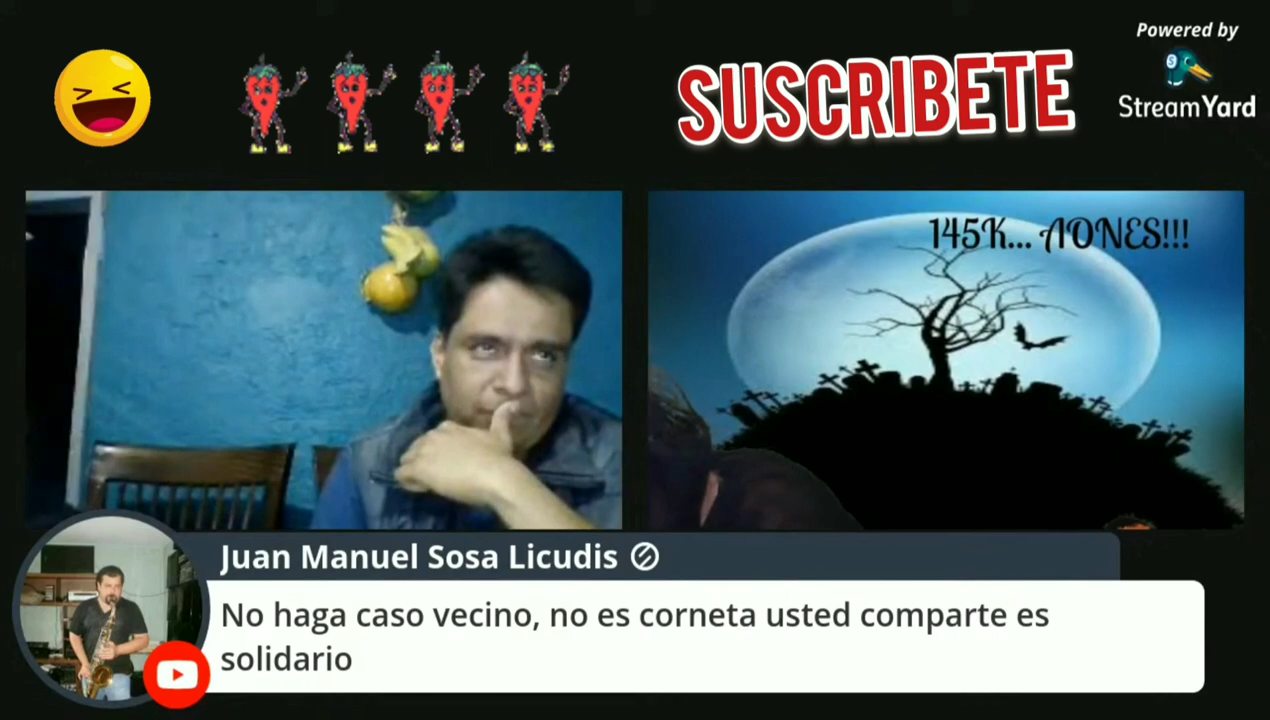 Powered by
StreamYard
SUSCRIBETE
145K... AONES!!!
Juan Manuel Sosa Licudis
No haga caso vecino, no es corneta usted comparte es
solidario